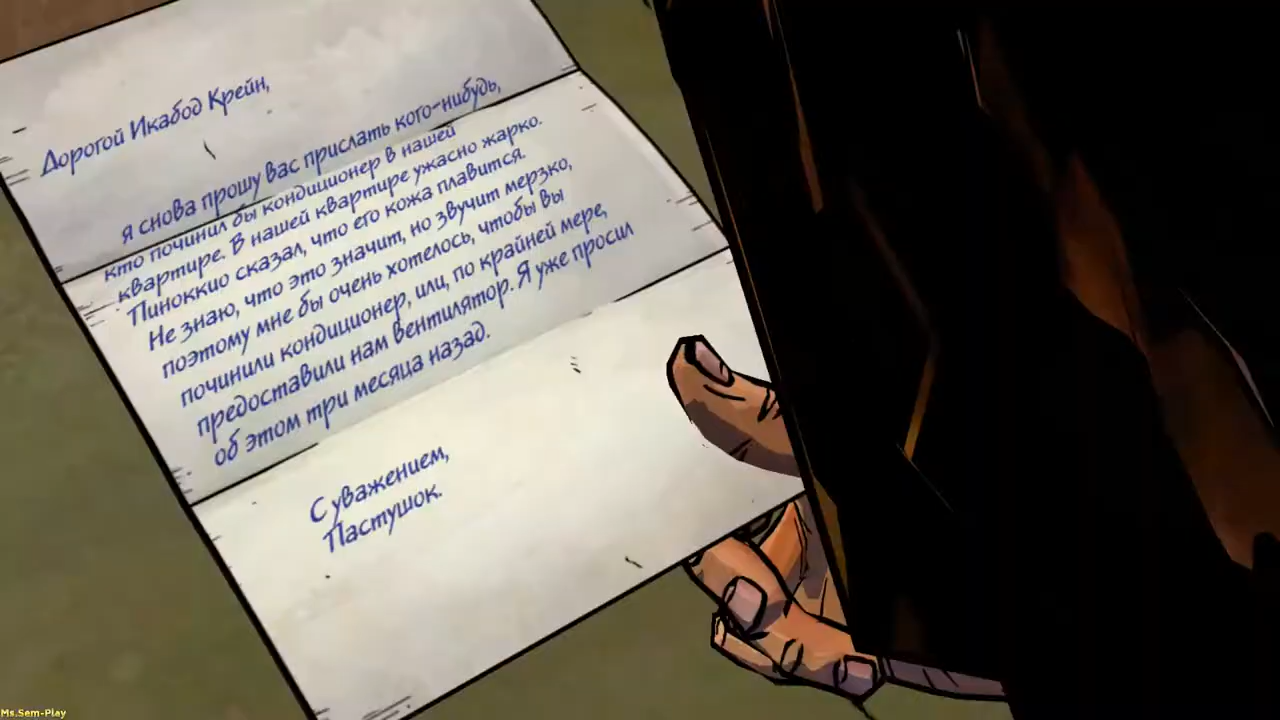 Дорогой Икабод Крейн,
я снова прошу вас прислать кого-нибудь,
кто починил бы кондиционер в нашей
квартире. В нашей квартире ужасно жарко.
Пиноккио сказал, что его кожа плавится.
Не знаю, что это значит, но звучит мерзко,
поэтому мне бы очень хотелось, чтобы вы
починили кондиционер, или, по крайней мере,
предоставили нам вентилятор. Я уже просил
об этом три месяца назад.
С уважением,
Пастушок.
Ms.Sem-Play